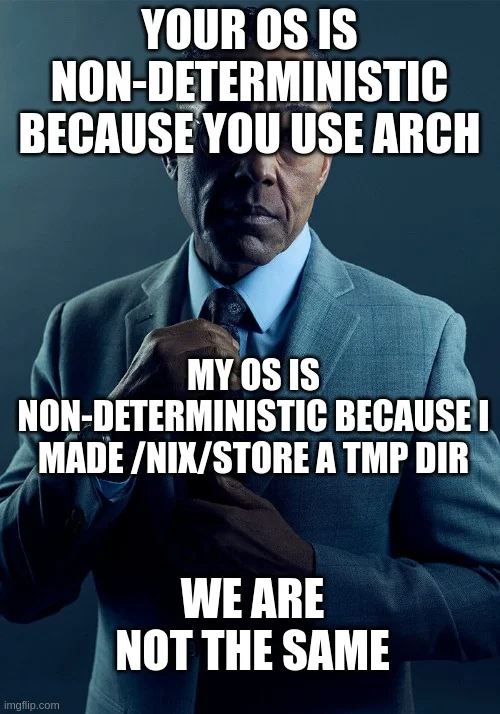 YOUR OS IS
NON-DETERMINISTIC
BECAUSE YOU USE ARCH
MY OS IS
NON-DETERMINISTIC BECAUSE I
MADE /NIX/STORE A TMP DIR
WE ARE
NOT THE SAME
imgflip.com